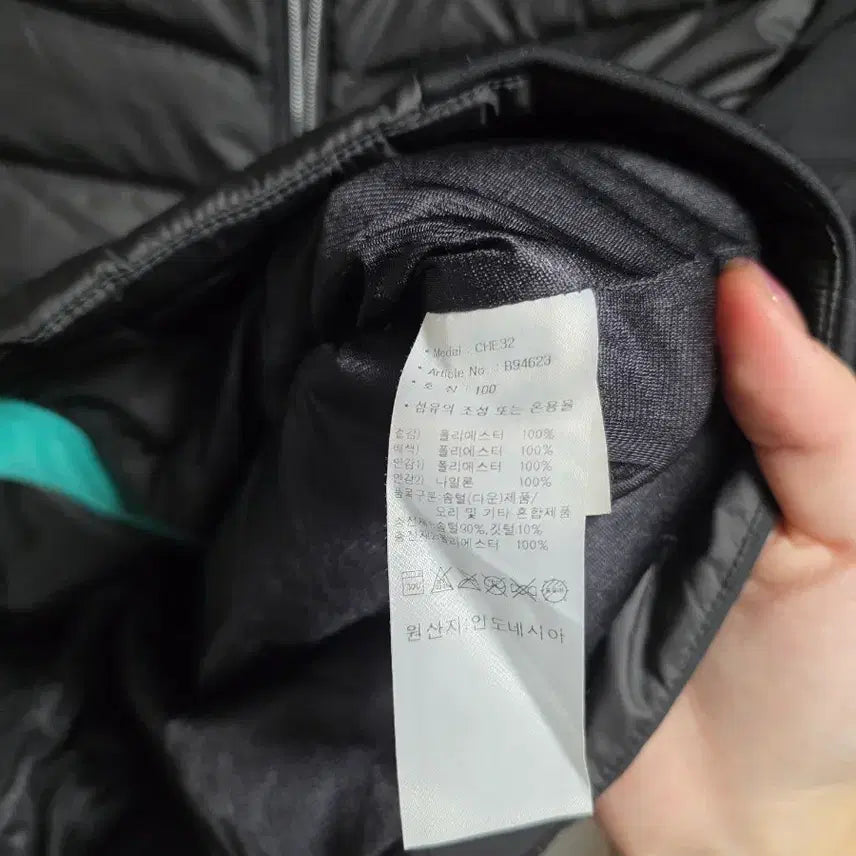 • Model : CHE32
• Article No. : B94623
• 호 칭 : 100
• 섬유의 조성 또는 혼용율
겉감) 폴리에스터 100%
배색) 폴리에스터 100%
안감1) 폴리에스터 100%
안감2) 나일론 100%
품목구분:솜털(다운)제품/
오리 및 기타 혼합제품
충전재1:솜털90%,깃털10%
충전재2:폴리에스터 100%
원산지:인도네시아